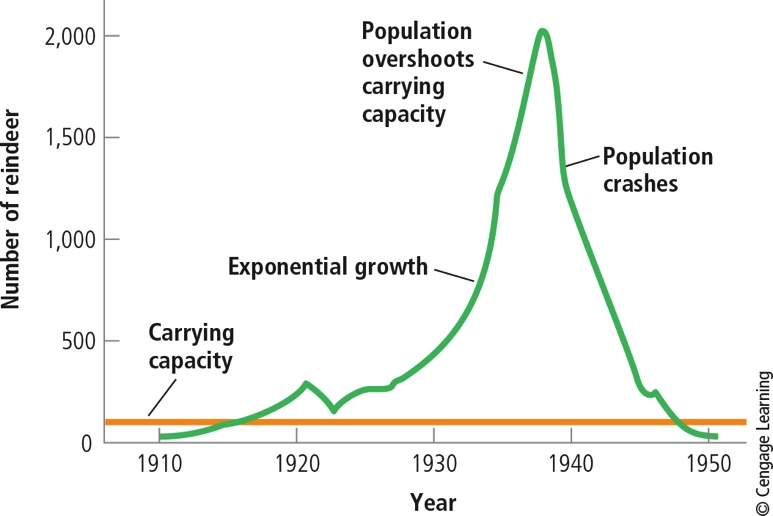 2,000
1,500
1,000
500
0
Number of reindeer
Population
overshoots
carrying
capacity
Population
crashes
Exponential growth
Carrying
capacity
1910
1920
1930
1940
1950
Year
© Cengage Learning